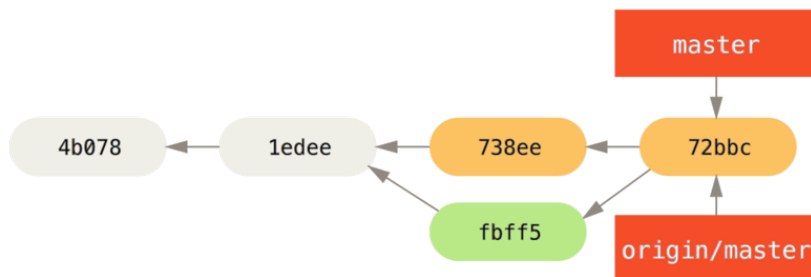 master
4b078
1edee
738ee
72bbc
fbff5
origin/master